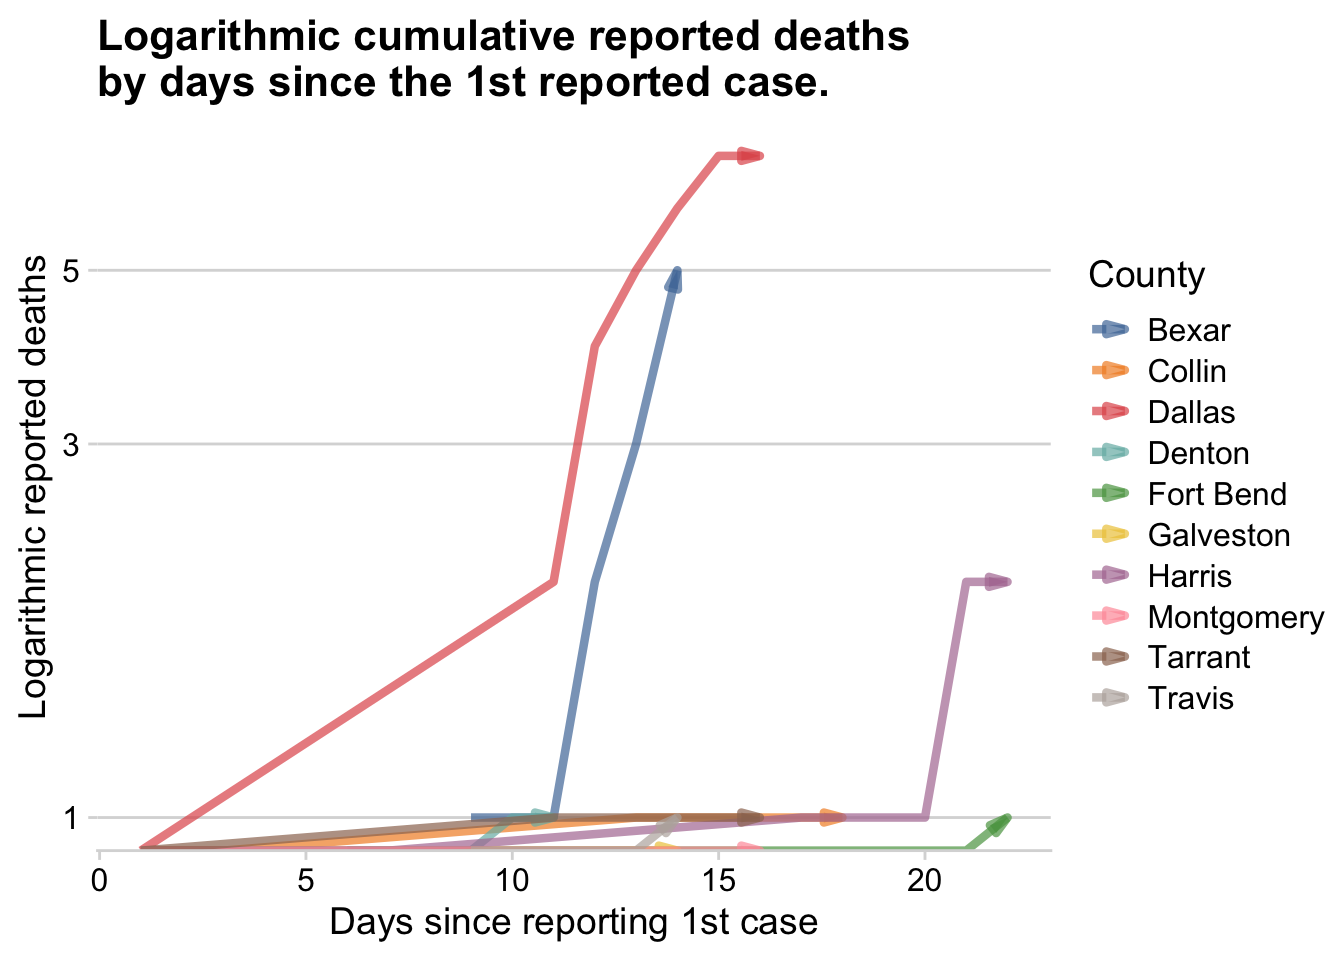 Logarithmic cumulative reported deaths
by days since the 1st reported case.
Logarithmic reported deaths
5
3
1
0
5
10
15
20
Days since reporting 1st case
County
Bexar
Collin
Dallas
Denton
Fort Bend
Galveston
Harris
Montgomery
Tarrant
Travis